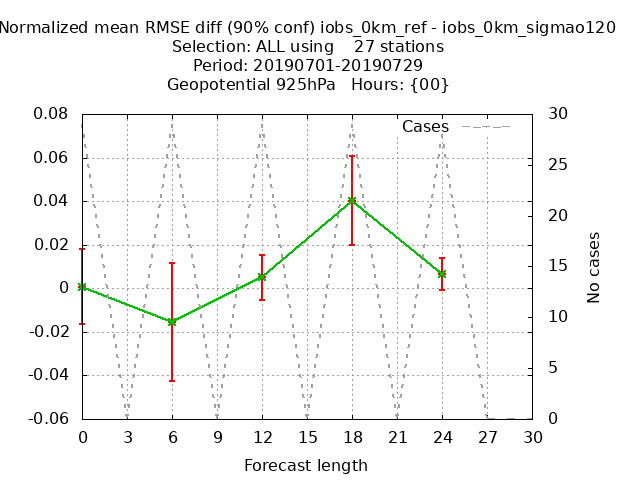 Normalized mean RMSE diff (90% conf) iobs_0km_ref - iobs_0km_sigmao120
Selection: ALL using    27 stations
Period: 20190701-20190729
Geopotential 925hPa   Hours: {00}
Cases
0.08
0.06
0.04
0.02
0
-0.02
-0.04
-0.06
30
25
20
15
10
5
0
No cases
0 3 6 9 12 15 18 21 24 27 30
Forecast length